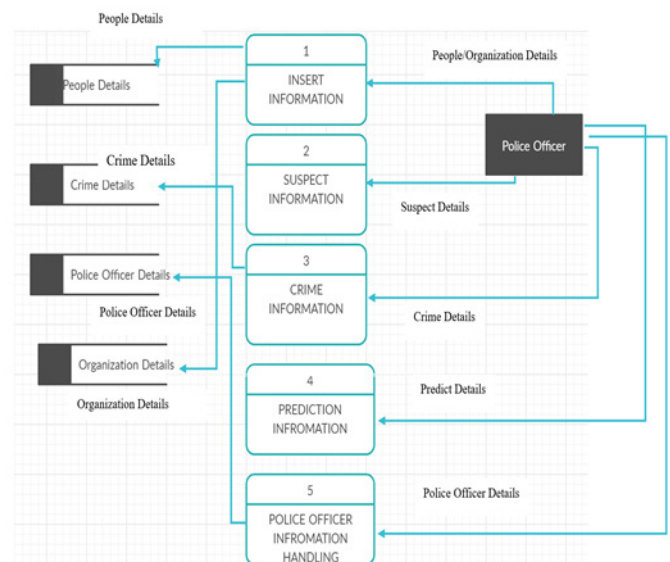 People Details
1
INSERT
INFORMATION
People/Organization Details
People Details
Police Officer
2
SUSPECT
INFORMATION
Crime Details
Crime Details
Suspect Details
3
CRIME
INFORMATION
Police Officer Details
Police Officer Details
Crime Details
Organization Details
Organization Details
4
PREDICTION
INFROMATION
Predict Details
5
POLICE OFFICER
INFROMATION
HANDLING
Police Officer Details